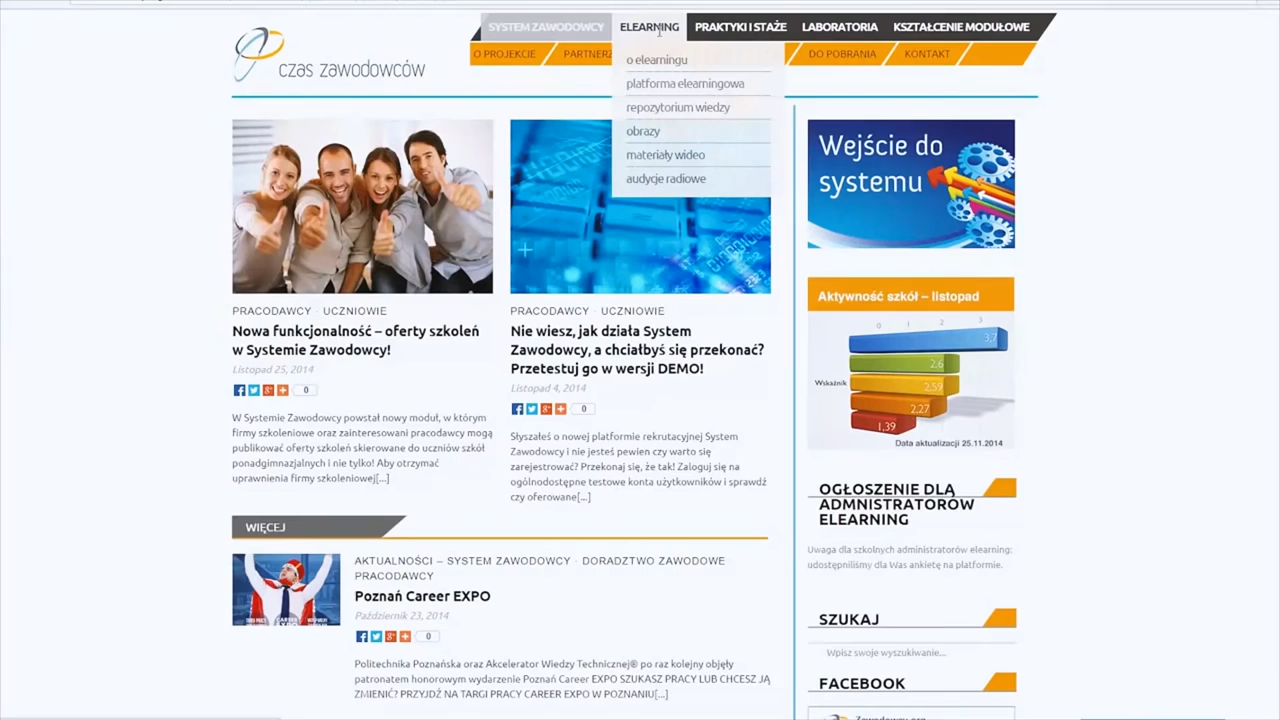 SYSTEM ZAWODOWCY ELEARNING PRAKTYKI I STAŻE LABORATORIA KSZTAŁCENIE MODUŁOWE
O PROJEKCIE PARTNERZ DO POBRANIA KONTAKT
czas zawodowców
o elearningu
platforma elearningowa
repozytorium wiedzy
obrazy
materiały wideo
audycje radiowe
PRACODAWCY · UCZNIOWIE
Nowa funkcjonalność – oferty szkoleń
w Systemie Zawodowcy!
Listopad 25, 2014
0
W Systemie Zawodowcy powstał nowy moduł, w którym
firmy szkoleniowe oraz zainteresowani pracodawcy mogą
publikować oferty szkoleń skierowane do uczniów szkół
ponadgimnazjalnych i nie tylko! Aby otrzymać
uprawnienia firmy szkoleniowej[...]
PRACODAWCY · UCZNIOWIE
Nie wiesz, jak działa System
Zawodowcy, a chciałbyś się przekonać?
Przetestuj go w wersji DEMO!
Listopad 4, 2014
0
Słyszałeś o nowej platformie rekrutacyjnej System
Zawodowcy i nie jesteś pewien czy warto się
zarejestrować? Przekonaj się, że tak! Zaloguj się na
ogólnodostępne testowe konta użytkowników i sprawdź
czy oferowane[...]
WIĘCEJ
AKTUALNOŚCI – SYSTEM ZAWODOWCY · DORADZTWO ZAWODOWE
PRACODAWCY
Poznań Career EXPO
Październik 23, 2014
0
Politechnika Poznańska oraz Akcelerator Wiedzy Technicznej® po raz kolejny objęły
patronatem honorowym wydarzenie Poznań Career EXPO SZUKASZ PRACY LUB CHCESZ JĄ
ZMIENIĆ? PRZYJDŹ NA TARGI PRACY CAREER EXPO W POZNANIU[...]
Wejście do
systemu
Aktywność szkół – listopad
0 1 2 3
3,7
2,6
Wskaźnik
2,59
2,27
1,39
Data aktualizacji 25.11.2014
OGŁOSZENIE DLA
ADMNISTRATORÓW
ELEARNING
Uwaga dla szkolnych administratorów elearning:
udostępniliśmy dla Was ankietę na platformie.
SZUKAJ
Wpisz swoje wyszukiwanie...
FACEBOOK